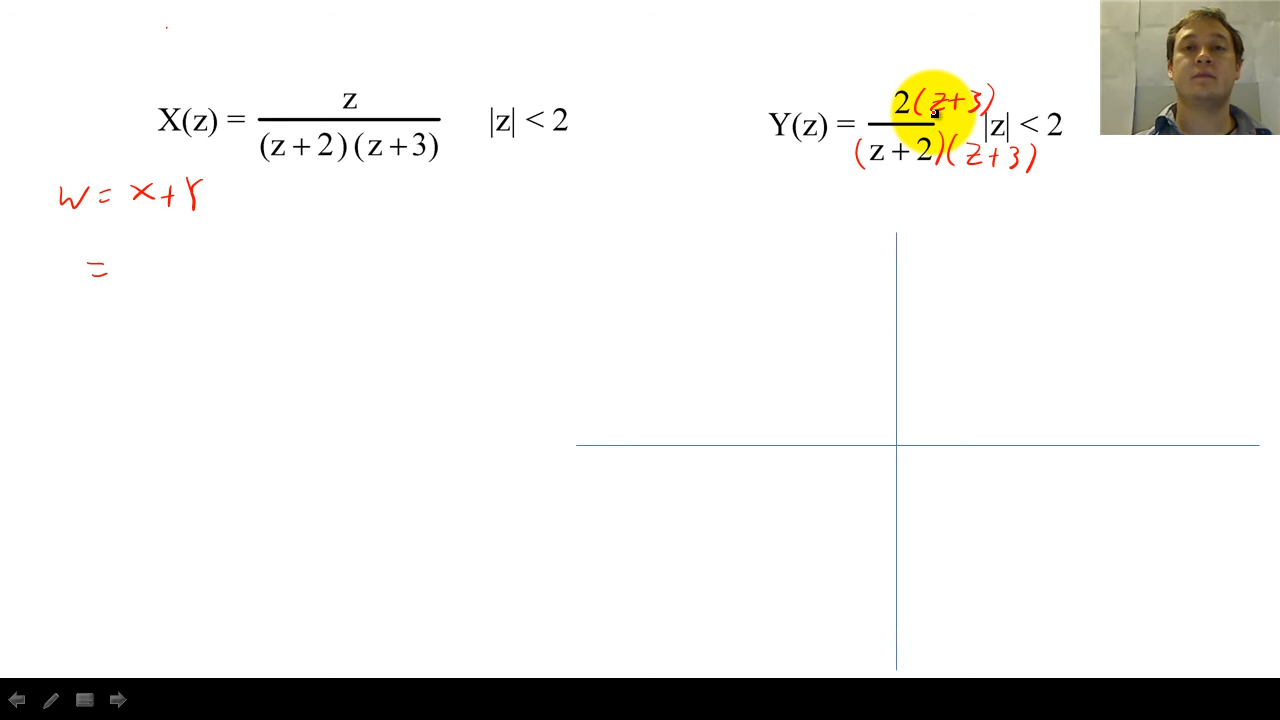 X(z) = z / ((z + 2)(z + 3))    |z| < 2
Y(z) = 2(z+3) / ((z + 2)(z+3))    |z| < 2
W = X + Y
=